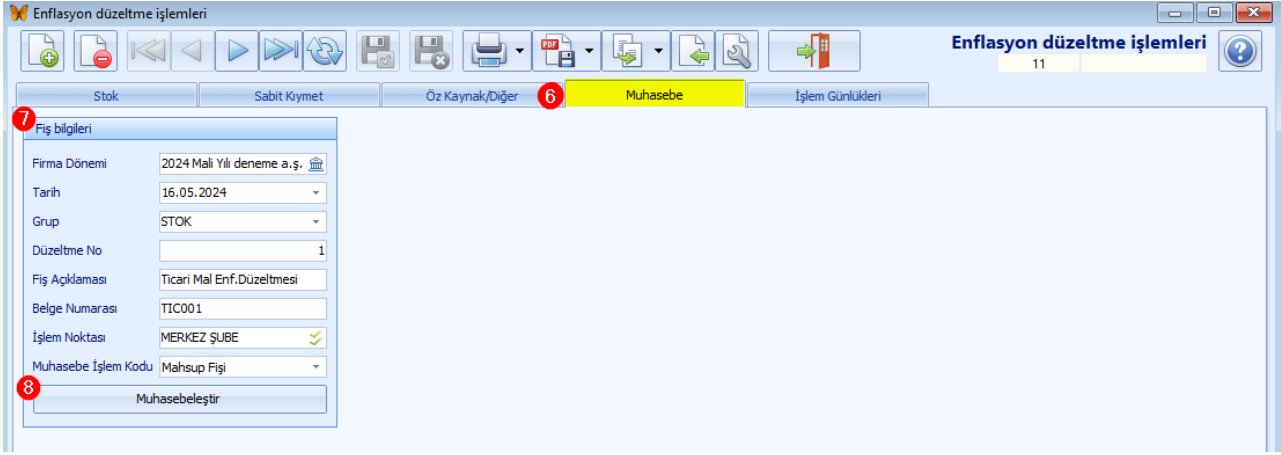 Enflasyon düzeltme işlemleri
PDF
Enflasyon düzeltme işlemleri
11
Stok
Sabit Kıymet
Öz Kaynak/Diğer
6
Muhasebe
İşlem Günlükleri
7
Fiş bilgileri
Firma Dönemi 2024 Mali Yılı deneme a.ş.
Tarih 16.05.2024
Grup STOK
Düzeltme No 1
Fiş Açıklaması Ticari Mal Enf.Düzeltmesi
Belge Numarası TIC001
İşlem Noktası MERKEZ ŞUBE
Muhasebe İşlem Kodu Mahsup Fişi
8
Muhasebeleştir